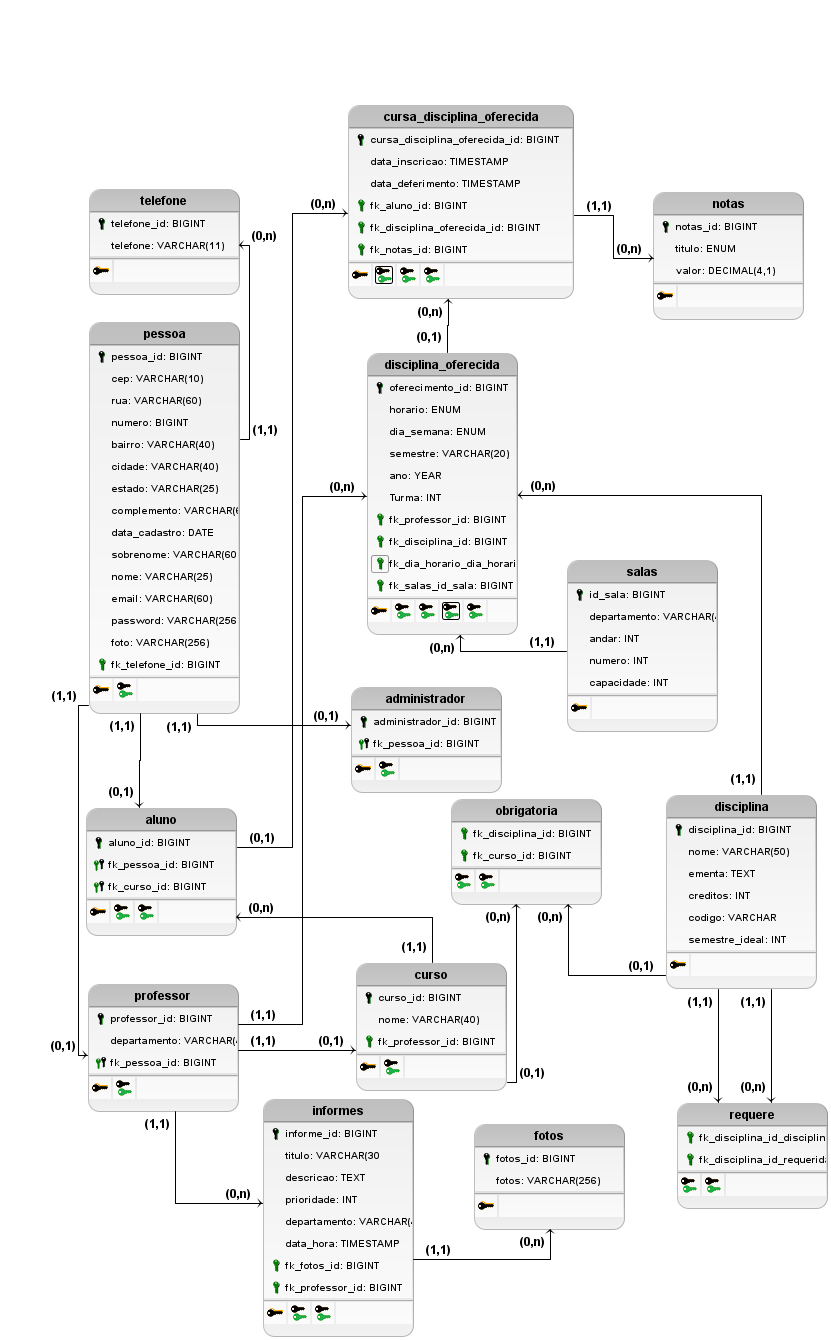 cursa_disciplina_oferecida
cursa_disciplina_oferecida_id: BIGINT
data_inscricao: TIMESTAMP
data_deferimento: TIMESTAMP
fk_aluno_id: BIGINT
fk_disciplina_oferecida_id: BIGINT
fk_notas_id: BIGINT
(0,n)
(1,1)
(0,n)
(0,n)
telefone
telefone_id: BIGINT
telefone: VARCHAR(11)
(0,n)
notas
notas_id: BIGINT
titulo: ENUM
valor: DECIMAL(4,1)
pessoa
pessoa_id: BIGINT
cep: VARCHAR(10)
rua: VARCHAR(60)
numero: BIGINT
bairro: VARCHAR(40)
cidade: VARCHAR(40)
estado: VARCHAR(25)
complemento: VARCHAR(6
data_cadastro: DATE
sobrenome: VARCHAR(60
nome: VARCHAR(25)
email: VARCHAR(60)
password: VARCHAR(256
foto: VARCHAR(256)
fk_telefone_id: BIGINT
(1,1)
(1,1)
(1,1)
(1,1)
(0,1)
disciplina_oferecida
oferecimento_id: BIGINT
horario: ENUM
dia_semana: ENUM
semestre: VARCHAR(20)
ano: YEAR
Turma: INT
fk_professor_id: BIGINT
fk_disciplina_id: BIGINT
fk_dia_horario_dia_horari
fk_salas_id_sala: BIGINT
(0,n)
(0,n)
(0,n)
(1,1)
salas
id_sala: BIGINT
departamento: VARCHAR(
andar: INT
numero: INT
capacidade: INT
(0,1)
administrador
administrador_id: BIGINT
fk_pessoa_id: BIGINT
(0,1)
aluno
aluno_id: BIGINT
fk_pessoa_id: BIGINT
fk_curso_id: BIGINT
(0,1)
(0,n)
obrigatoria
fk_disciplina_id: BIGINT
fk_curso_id: BIGINT
(0,n)
(0,n)
(1,1)
disciplina
disciplina_id: BIGINT
nome: VARCHAR(50)
ementa: TEXT
creditos: INT
codigo: VARCHAR
semestre_ideal: INT
(0,1)
(1,1)
(1,1)
(1,1)
curso
curso_id: BIGINT
nome: VARCHAR(40)
fk_professor_id: BIGINT
(0,1)
(0,1)
professor
professor_id: BIGINT
departamento: VARCHAR(
fk_pessoa_id: BIGINT
(1,1)
(1,1)
(0,1)
(1,1)
(0,n)
(0,n)
(0,n)
requere
fk_disciplina_id_disciplin
fk_disciplina_id_requerid
informes
informe_id: BIGINT
titulo: VARCHAR(30
descricao: TEXT
prioridade: INT
departamento: VARCHAR(
data_hora: TIMESTAMP
fk_fotos_id: BIGINT
fk_professor_id: BIGINT
(1,1)
(0,n)
fotos
fotos_id: BIGINT
fotos: VARCHAR(256)